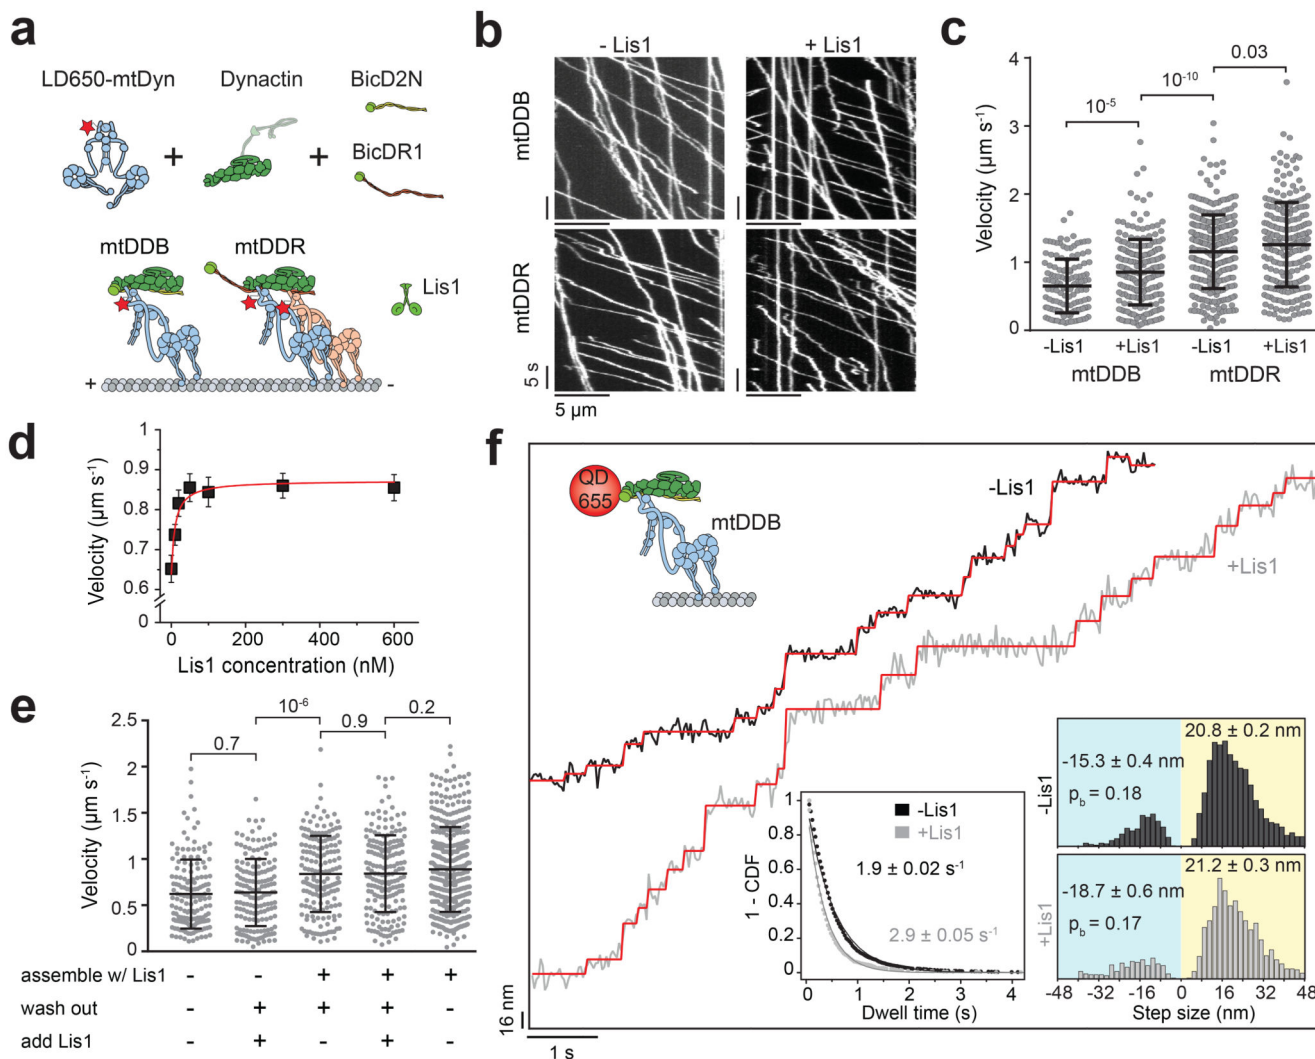 a
LD650-mtDyn
Dynactin
BicD2N
+
+
BicDR1
mtDDB
mtDDR
Lis1
+
-
b
- Lis1
+ Lis1
mtDDB
mtDDR
5 s
5 µm
c
Velocity (µm s⁻¹)
4
3
2
1
0
10⁻⁵
10⁻¹⁰
0.03
-Lis1
+Lis1
-Lis1
+Lis1
mtDDB
mtDDR
d
Velocity (µm s⁻¹)
1
0.9
0.8
0.7
0.6
0
0
200
400
600
Lis1 concentration (nM)
e
Velocity (µm s⁻¹)
2.5
2
1.5
1
0.5
0
0.7
10⁻⁶
0.9
0.2
assemble w/ Lis1 - - + + +
wash out - + + + -
add Lis1 - + - + -
f
QD
655
mtDDB
-Lis1
+Lis1
16 nm
1 s
1 - CDF
1
0.8
0.6
0.4
0.2
0
-Lis1
+Lis1
1.9 ± 0.02 s⁻¹
2.9 ± 0.05 s⁻¹
0 1 2 3 4
Dwell time (s)
-Lis1
20.8 ± 0.2 nm
-15.3 ± 0.4 nm
p_b = 0.18
+Lis1
21.2 ± 0.3 nm
-18.7 ± 0.6 nm
p_b = 0.17
-48 -32 -16 0 16 32 48
Step size (nm)